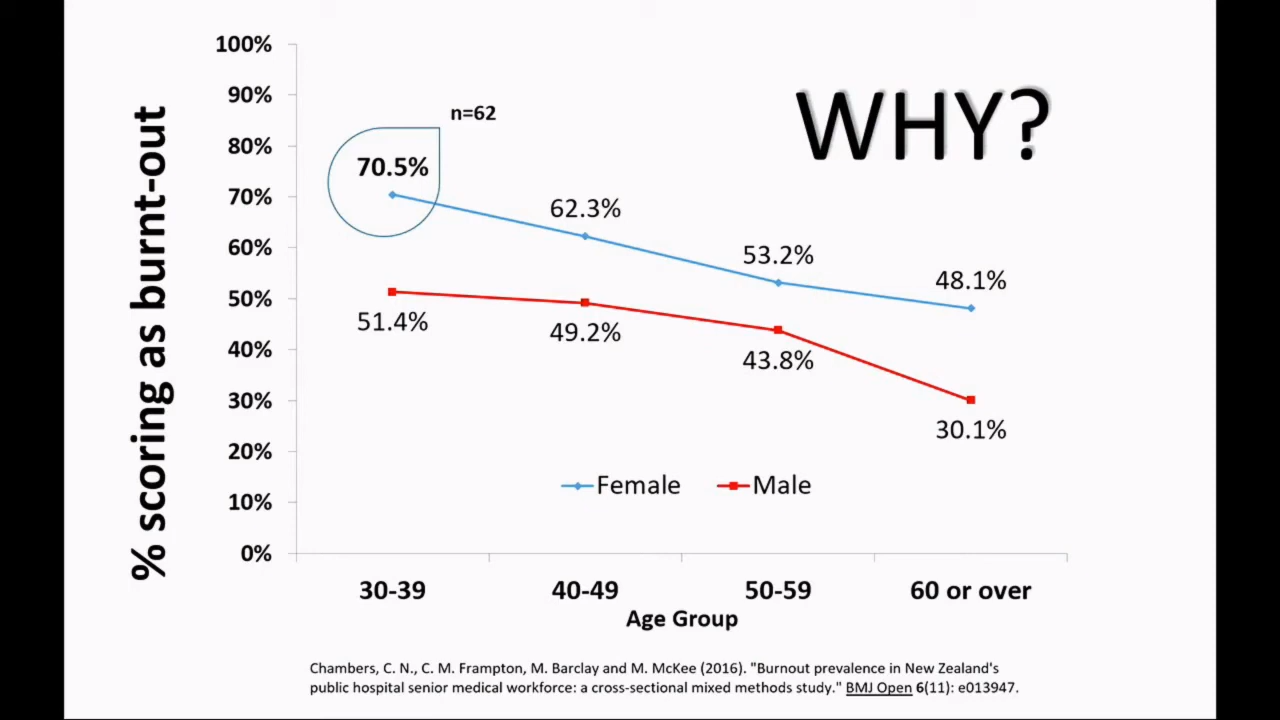 WHY?
% scoring as burnt-out
100%
90%
80%
70%
60%
50%
40%
30%
20%
10%
0%
n=62
70.5%
62.3%
53.2%
48.1%
51.4%
49.2%
43.8%
30.1%
Female
Male
30-39
40-49
50-59
60 or over
Age Group
Chambers, C. N., C. M. Frampton, M. Barclay and M. McKee (2016). "Burnout prevalence in New Zealand's
public hospital senior medical workforce: a cross-sectional mixed methods study." BMJ Open 6(11): e013947.